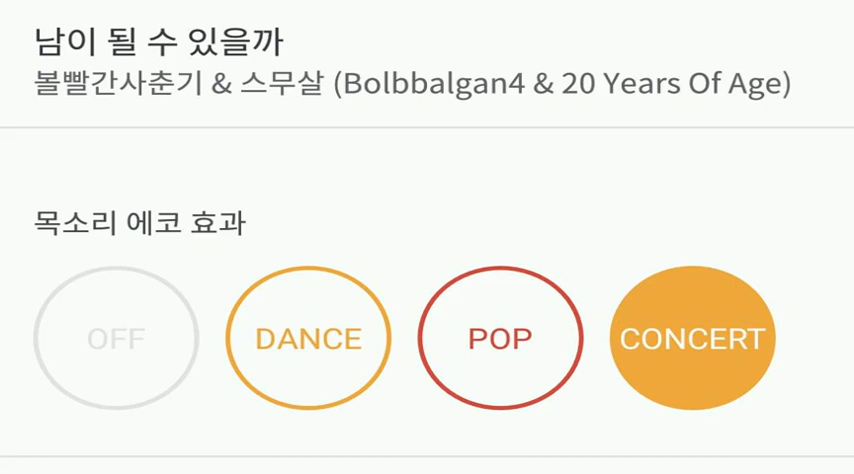 남이 될 수 있을까
볼빨간사춘기 & 스무살 (Bolbbalgan4 & 20 Years Of Age)
목소리 에코 효과
OFF DANCE POP CONCERT